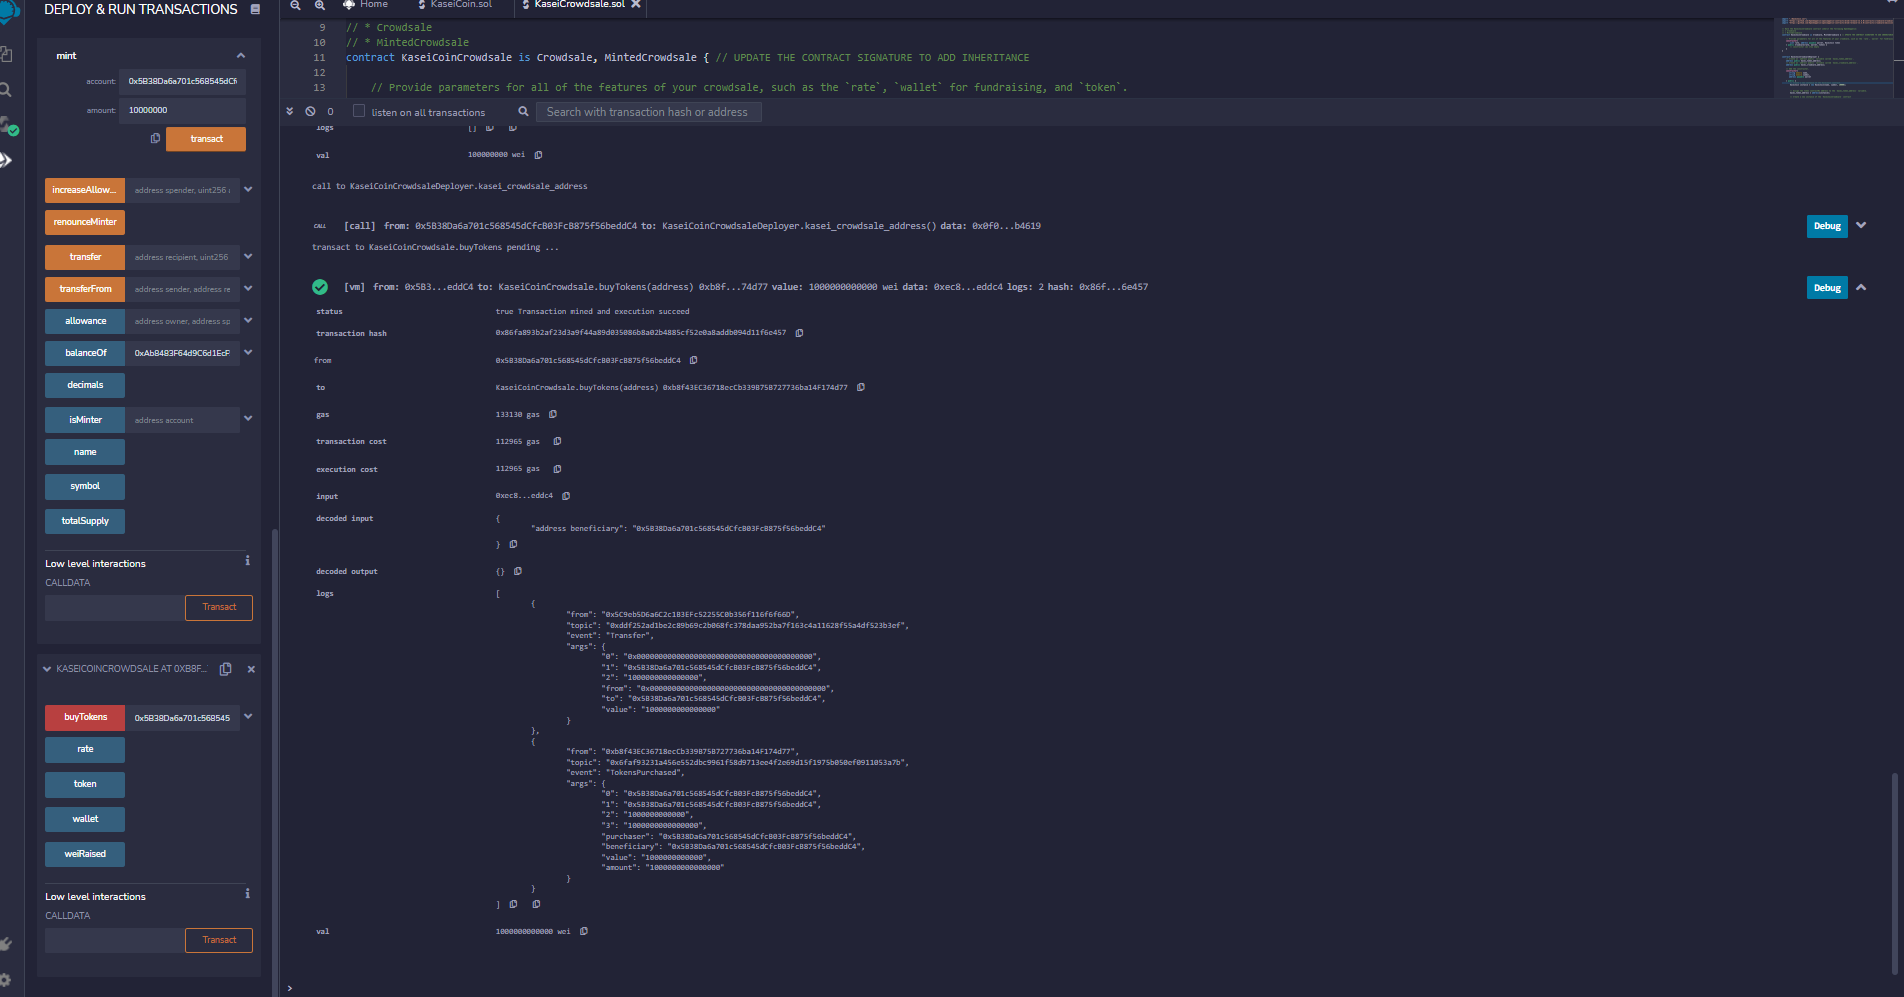 DEPLOY & RUN TRANSACTIONS
mint
account: 0x5B38Da6a701c568545dCf
amount: 10000000
transact
increaseAllow... address spender, uint256
renounceMinter
transfer address recipient, uint256
transferFrom address sender, address re
allowance address owner, address sp
balanceOf 0xAb8483F64d9C6d1EcF
decimals
isMinter address account
name
symbol
totalSupply
Low level interactions
CALLDATA
Transact
KASEICOINCROWDSALE AT 0XB8F...
buyTokens 0x5B38Da6a701c568545
rate
token
wallet
weiRaised
Low level interactions
CALLDATA
Transact
Home KaseiCoin.sol KaseiCrowdsale.sol
9 // * Crowdsale
10 // * MintedCrowdsale
11 contract KaseiCoinCrowdsale is Crowdsale, MintedCrowdsale { // UPDATE THE CONTRACT SIGNATURE TO ADD INHERITANCE
12
13 // Provide parameters for all of the features of your crowdsale, such as the `rate`, `wallet` for fundraising, and `token`.
0 listen on all transactions Search with transaction hash or address
logs []
val 100000000 wei
call to KaseiCoinCrowdsaleDeployer.kasei_crowdsale_address
CALL [call] from: 0x5B38Da6a701c568545dCfcB03FcB875f56beddC4 to: KaseiCoinCrowdsaleDeployer.kasei_crowdsale_address() data: 0x0f0...b4619 Debug
transact to KaseiCoinCrowdsale.buyTokens pending ...
[vm] from: 0x5B3...eddC4 to: KaseiCoinCrowdsale.buyTokens(address) 0xb8f...74d77 value: 1000000000000 wei data: 0xec8...eddc4 logs: 2 hash: 0x86f...6e457 Debug
status true Transaction mined and execution succeed
transaction hash 0x86fa893b2af23d3a9f44a89d035086b8a02b4885cf52e0a8addb094d11f6e457
from 0x5B38Da6a701c568545dCfcB03FcB875f56beddC4
to KaseiCoinCrowdsale.buyTokens(address) 0xb8f43EC36718ecCb339B75B727736ba14F174d77
gas 133130 gas
transaction cost 112965 gas
execution cost 112965 gas
input 0xec8...eddc4
decoded input {
"address beneficiary": "0x5B38Da6a701c568545dCfcB03FcB875f56beddC4"
}
decoded output {}
logs [
{
"from": "0x5C9eb5D6a6C2c1B3EFc52255C0b356f116f6f66D",
"topic": "0xddf252ad1be2c89b69c2b068fc378daa952ba7f163c4a11628f55a4df523b3ef",
"event": "Transfer",
"args": {
"0": "0x0000000000000000000000000000000000000000",
"1": "0x5B38Da6a701c568545dCfcB03FcB875f56beddC4",
"2": "1000000000000000",
"from": "0x0000000000000000000000000000000000000000",
"to": "0x5B38Da6a701c568545dCfcB03FcB875f56beddC4",
"value": "1000000000000000"
}
},
{
"from": "0xb8f43EC36718ecCb339B75B727736ba14F174d77",
"topic": "0x6faf93231a456e552dbc9961f58d9713ee4f2e69d15f1975b050ef0911053a7b",
"event": "TokensPurchased",
"args": {
"0": "0x5B38Da6a701c568545dCfcB03FcB875f56beddC4",
"1": "0x5B38Da6a701c568545dCfcB03FcB875f56beddC4",
"2": "1000000000000",
"3": "1000000000000000",
"purchaser": "0x5B38Da6a701c568545dCfcB03FcB875f56beddC4",
"beneficiary": "0x5B38Da6a701c568545dCfcB03FcB875f56beddC4",
"value": "1000000000000",
"amount": "1000000000000000"
}
}
]
val 1000000000000 wei
>